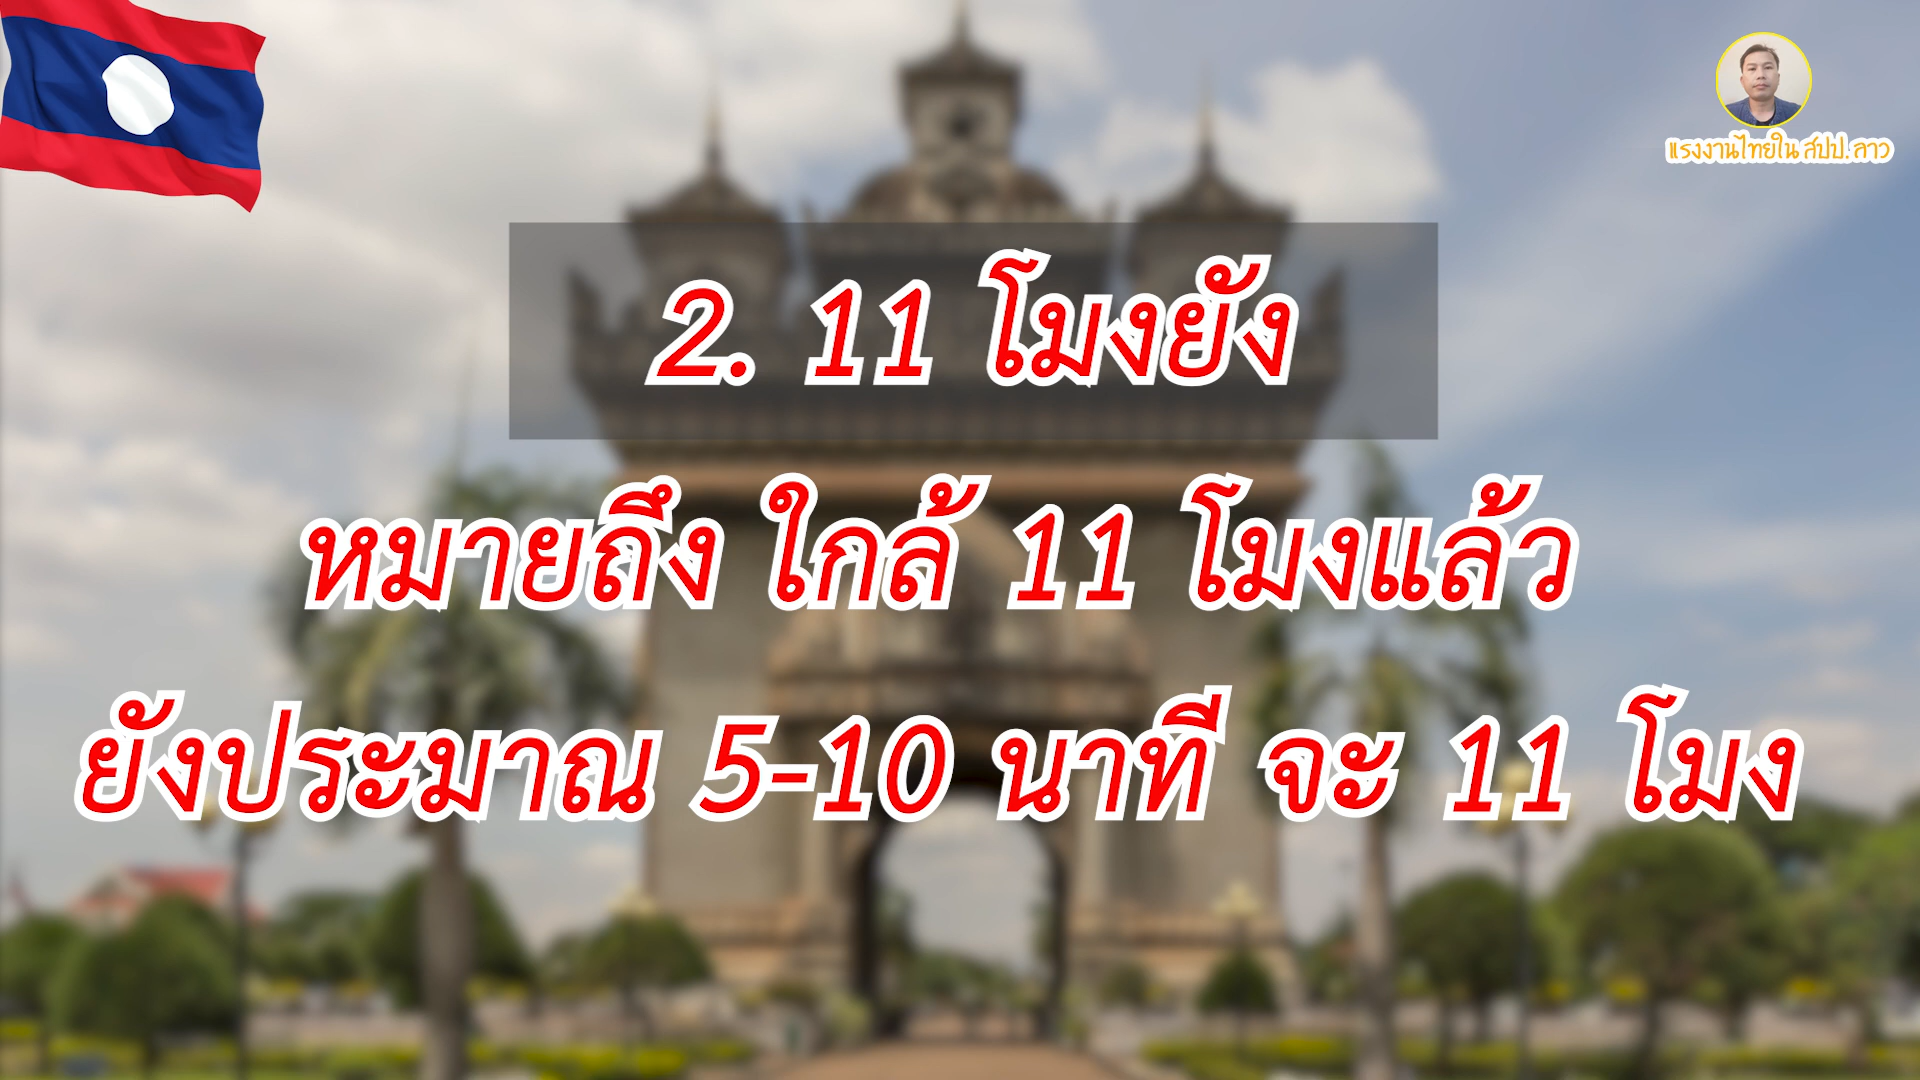 แรงงานไทยใน สปป.ลาว
2. 11 โมงยัง
หมายถึง ใกล้ 11 โมงแล้ว
ยังประมาณ 5-10 นาที จะ 11 โมง